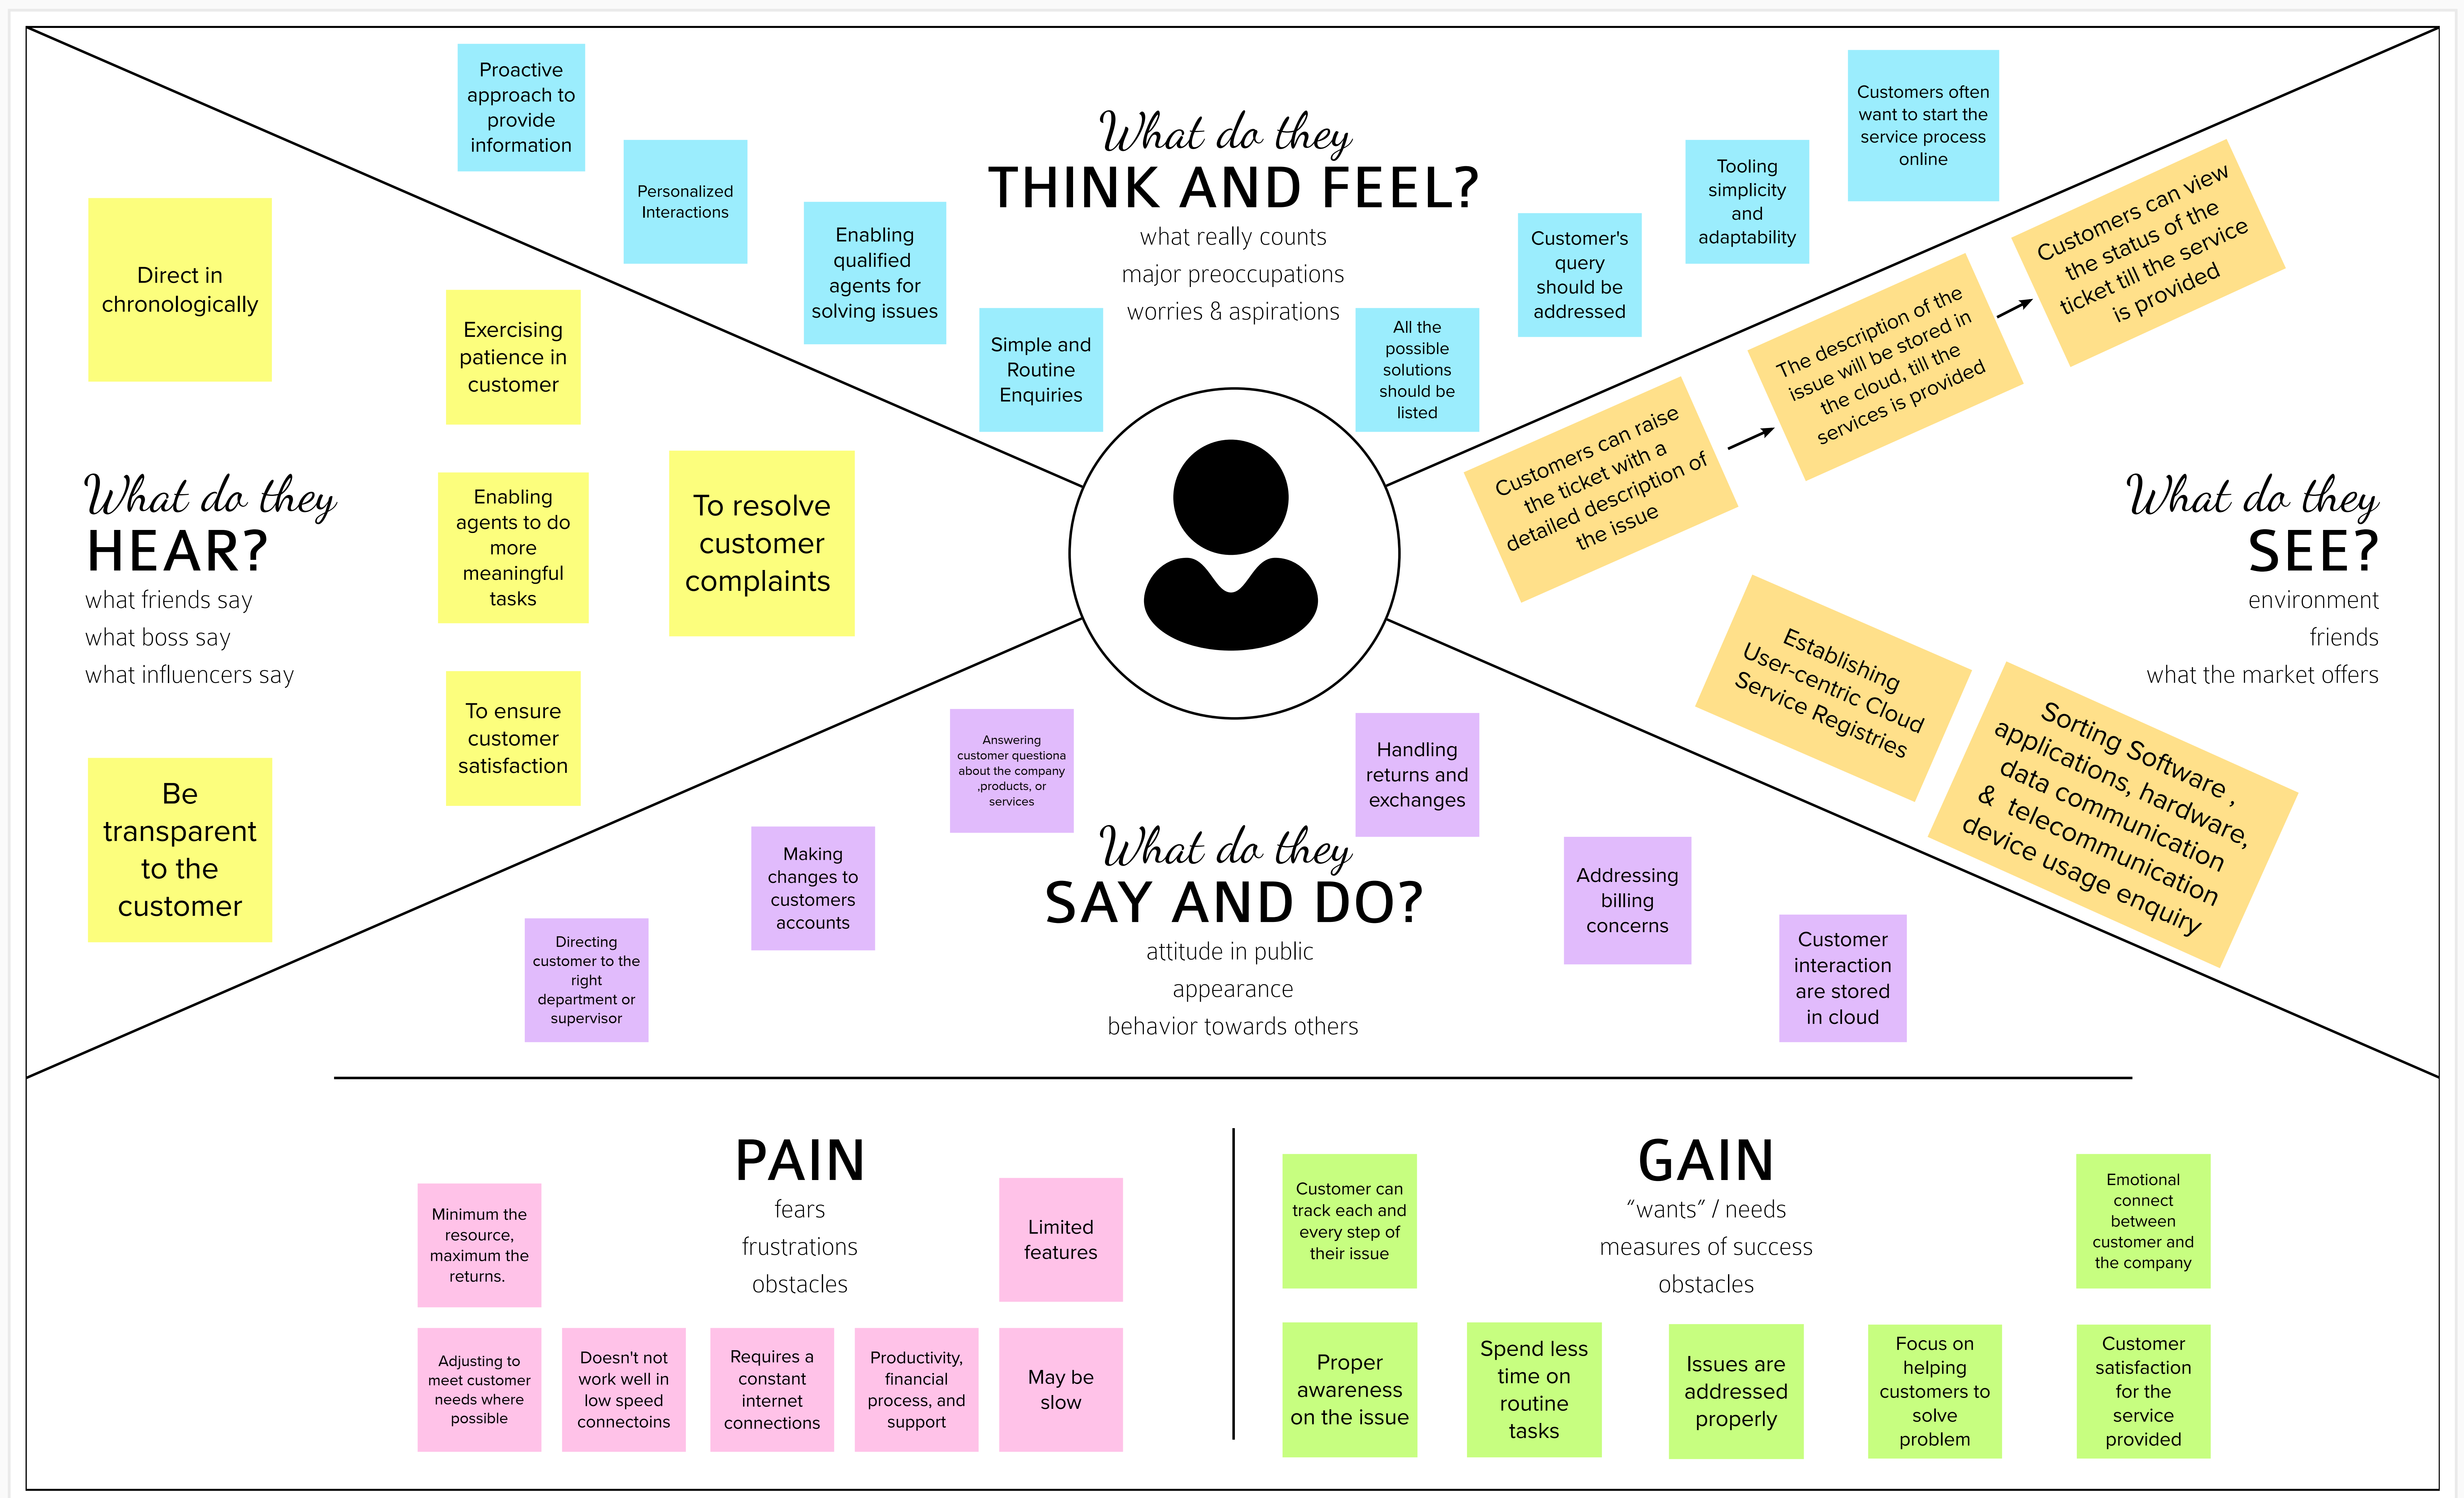 What do they
THINK AND FEEL?
what really counts
major preoccupations
worries & aspirations
Proactive
approach to
provide
information
Personalized
Interactions
Enabling
qualified
agents for
solving issues
Simple and
Routine
Enquiries
All the
possible
solutions
should be
listed
Customer's
query
should be
addressed
Tooling
simplicity
and
adaptability
Customers often
want to start the
service process
online
What do they
HEAR?
what friends say
what boss say
what influencers say
Direct in
chronologically
Exercising
patience in
customer
Enabling
agents to do
more
meaningful
tasks
To resolve
customer
complaints
To ensure
customer
satisfaction
Be
transparent
to the
customer
What do they
SEE?
environment
friends
what the market offers
Customers can raise
the ticket with a
detailed description of
the issue
The description of the
issue will be stored in
the cloud, till the
services is provided
Customers can view
the status of the
ticket till the service
is provided
Establishing
User-centric Cloud
Service Registries
Sorting Software ,
applications, hardware,
data communication
& telecommunication
device usage enquiry
What do they
SAY AND DO?
attitude in public
appearance
behavior towards others
Answering
customer questiona
about the company
,products, or
services
Making
changes to
customers
accounts
Directing
customer to the
right
department or
supervisor
Handling
returns and
exchanges
Addressing
billing
concerns
Customer
interaction
are stored
in cloud
PAIN
fears
frustrations
obstacles
Minimum the
resource,
maximum the
returns.
Limited
features
Adjusting to
meet customer
needs where
possible
Doesn't not
work well in
low speed
connectoins
Requires a
constant
internet
connections
Productivity,
financial
process, and
support
May be
slow
GAIN
“wants” / needs
measures of success
obstacles
Customer can
track each and
every step of
their issue
Emotional
connect
between
customer and
the company
Proper
awareness
on the issue
Spend less
time on
routine
tasks
Issues are
addressed
properly
Focus on
helping
customers to
solve
problem
Customer
satisfaction
for the
service
provided